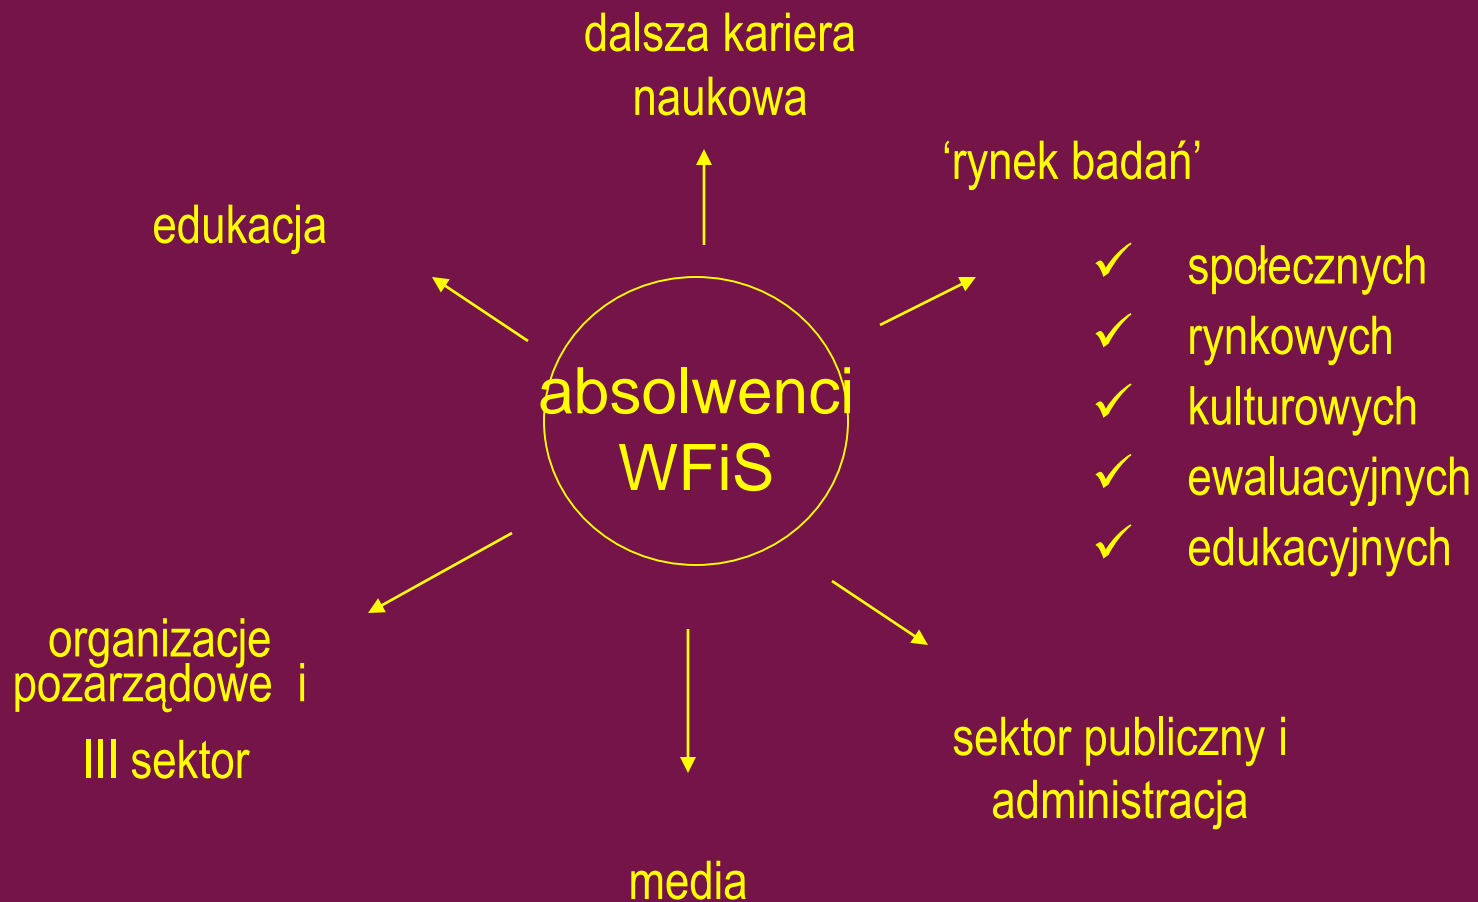 dalsza kariera
naukowa
‘rynek badań’
✓ społecznych
✓ rynkowych
✓ kulturowych
✓ ewaluacyjnych
✓ edukacyjnych
edukacja
absolwenci
WFiS
organizacje
pozarządowe i
III sektor
sektor publiczny i
administracja
media